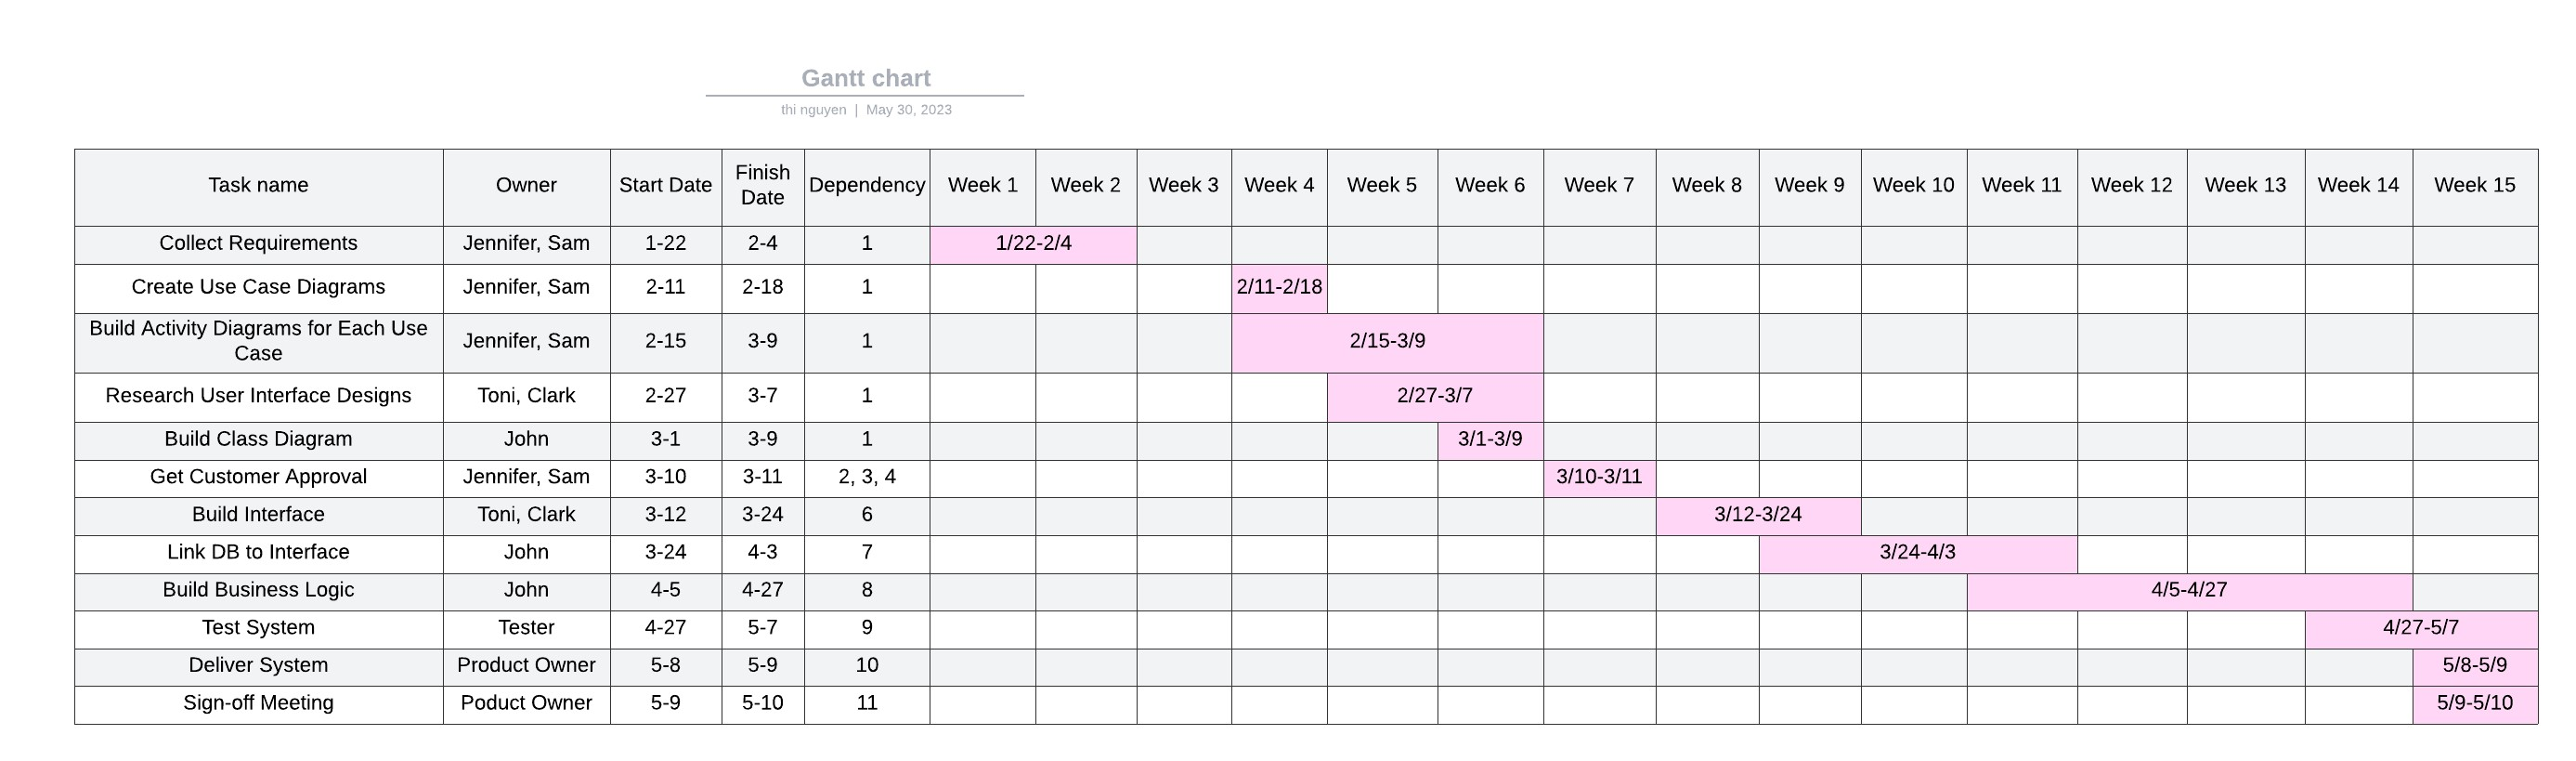 Gantt chart
thi nguyen | May 30, 2023
Task name Owner Start Date Finish Date Dependency Week 1 Week 2 Week 3 Week 4 Week 5 Week 6 Week 7 Week 8 Week 9 Week 10 Week 11 Week 12 Week 13 Week 14 Week 15
Collect Requirements Jennifer, Sam 1-22 2-4 1 1/22-2/4
Create Use Case Diagrams Jennifer, Sam 2-11 2-18 1 2/11-2/18
Build Activity Diagrams for Each Use Case Jennifer, Sam 2-15 3-9 1 2/15-3/9
Research User Interface Designs Toni, Clark 2-27 3-7 1 2/27-3/7
Build Class Diagram John 3-1 3-9 1 3/1-3/9
Get Customer Approval Jennifer, Sam 3-10 3-11 2, 3, 4 3/10-3/11
Build Interface Toni, Clark 3-12 3-24 6 3/12-3/24
Link DB to Interface John 3-24 4-3 7 3/24-4/3
Build Business Logic John 4-5 4-27 8 4/5-4/27
Test System Tester 4-27 5-7 9 4/27-5/7
Deliver System Product Owner 5-8 5-9 10 5/8-5/9
Sign-off Meeting Poduct Owner 5-9 5-10 11 5/9-5/10